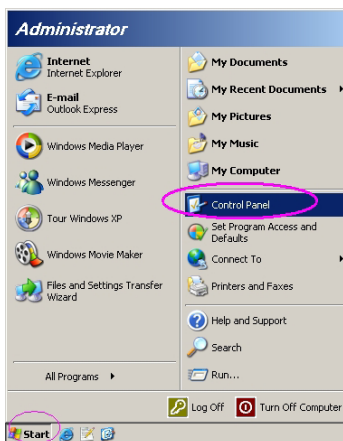 Administrator
Internet
Internet Explorer
E-mail
Outlook Express
Windows Media Player
Windows Messenger
Tour Windows XP
Windows Movie Maker
Files and Settings Transfer
Wizard
All Programs
My Documents
My Recent Documents
My Pictures
My Music
My Computer
Control Panel
Set Program Access and
Defaults
Connect To
Printers and Faxes
Help and Support
Search
Run...
Log Off
Turn Off Computer
Start